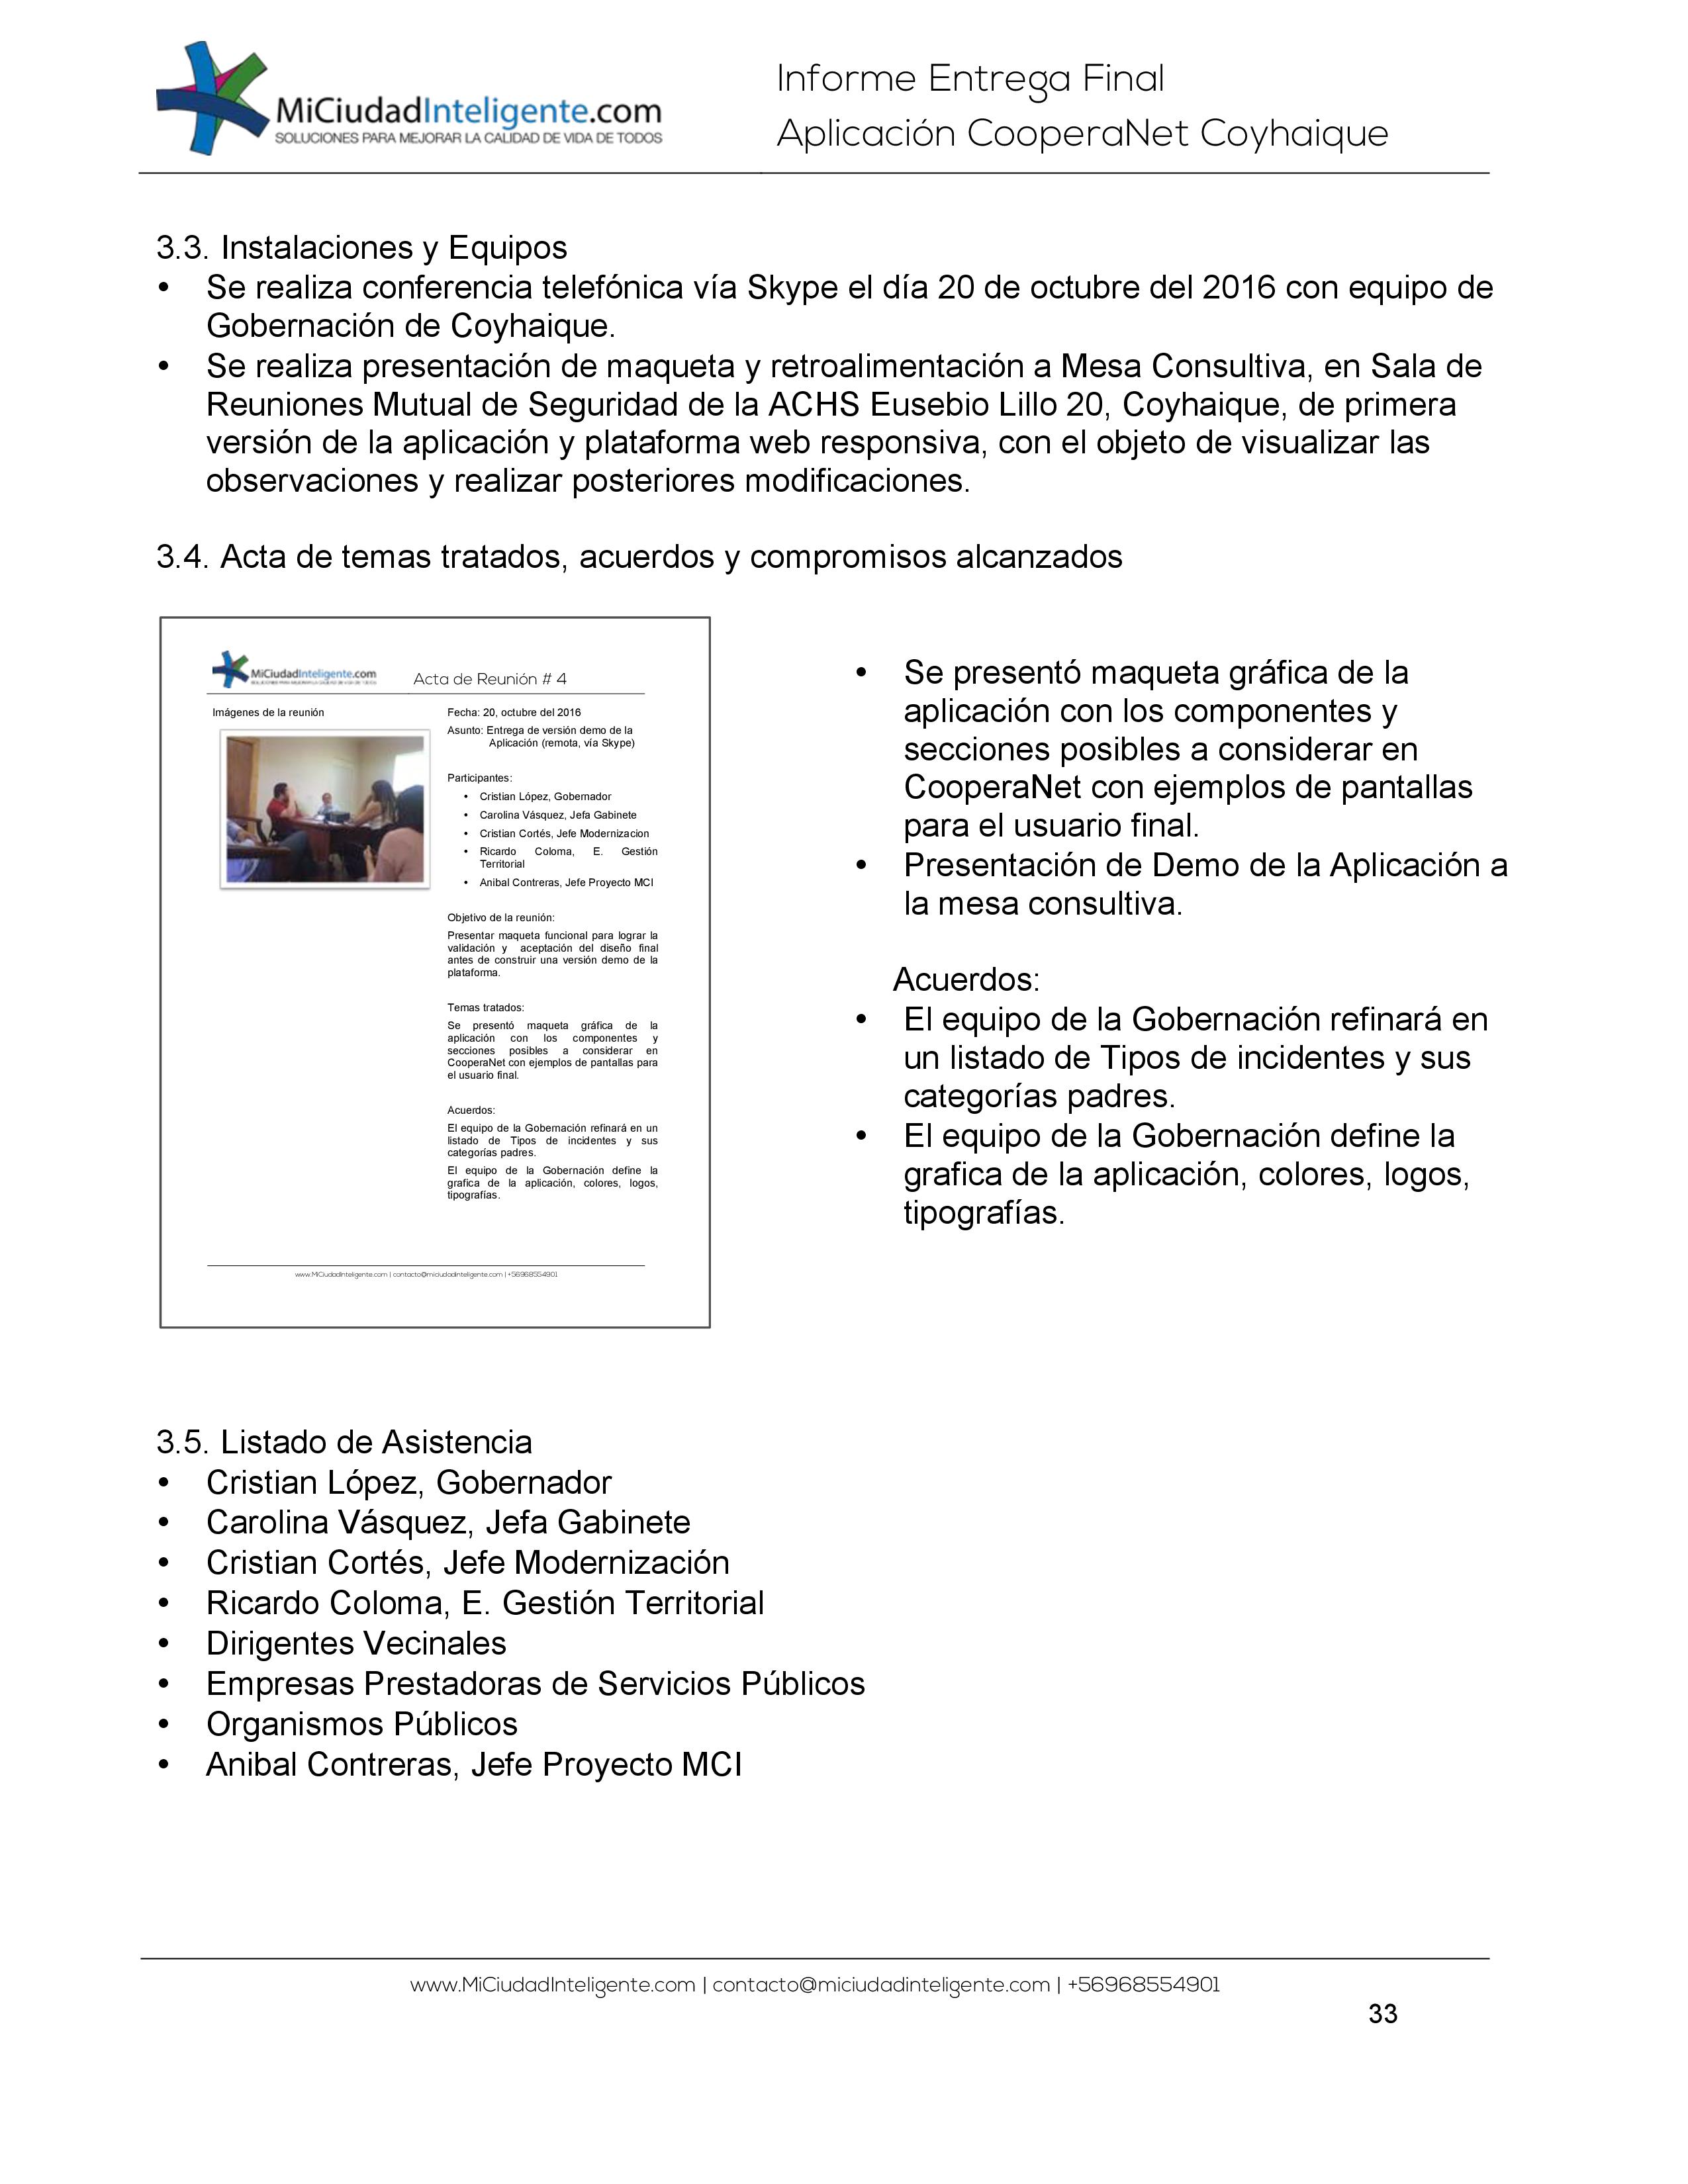 MiCiudadInteligente.com
SOLUCIONES PARA MEJORAR LA CALIDAD DE VIDA DE TODOS
Informe Entrega Final
Aplicación CooperaNet Coyhaique
3.3. Instalaciones y Equipos
• Se realiza conferencia telefónica vía Skype el día 20 de octubre del 2016 con equipo de
Gobernación de Coyhaique.
• Se realiza presentación de maqueta y retroalimentación a Mesa Consultiva, en Sala de
Reuniones Mutual de Seguridad de la ACHS Eusebio Lillo 20, Coyhaique, de primera
versión de la aplicación y plataforma web responsiva, con el objeto de visualizar las
observaciones y realizar posteriores modificaciones.
3.4. Acta de temas tratados, acuerdos y compromisos alcanzados
MiCiudadInteligente.com
SOLUCIONES PARA MEJORAR LA CALIDAD DE VIDA DE TODOS
Acta de Reunión # 4
Imágenes de la reunión
Fecha: 20, octubre del 2016
Asunto: Entrega de versión demo de la
Aplicación (remota, vía Skype)
Participantes:
• Cristian López, Gobernador
• Carolina Vásquez, Jefa Gabinete
• Cristian Cortés, Jefe Modernizacion
• Ricardo Coloma, E. Gestión
Territorial
• Anibal Contreras, Jefe Proyecto MCI
Objetivo de la reunión:
Presentar maqueta funcional para lograr la
validación y aceptación del diseño final
antes de construir una versión demo de la
plataforma.
Temas tratados:
Se presentó maqueta gráfica de la
aplicación con los componentes y
secciones posibles a considerar en
CooperaNet con ejemplos de pantallas para
el usuario final.
Acuerdos:
El equipo de la Gobernación refinará en un
listado de Tipos de incidentes y sus
categorías padres.
El equipo de la Gobernación define la
grafica de la aplicación, colores, logos,
tipografías.
www.MiCiudadInteligente.com | contacto@miciudadinteligente.com | +56968554901
• Se presentó maqueta gráfica de la
aplicación con los componentes y
secciones posibles a considerar en
CooperaNet con ejemplos de pantallas
para el usuario final.
• Presentación de Demo de la Aplicación a
la mesa consultiva.
Acuerdos:
• El equipo de la Gobernación refinará en
un listado de Tipos de incidentes y sus
categorías padres.
• El equipo de la Gobernación define la
grafica de la aplicación, colores, logos,
tipografías.
3.5. Listado de Asistencia
• Cristian López, Gobernador
• Carolina Vásquez, Jefa Gabinete
• Cristian Cortés, Jefe Modernización
• Ricardo Coloma, E. Gestión Territorial
• Dirigentes Vecinales
• Empresas Prestadoras de Servicios Públicos
• Organismos Públicos
• Anibal Contreras, Jefe Proyecto MCI
www.MiCiudadInteligente.com | contacto@miciudadinteligente.com | +56968554901
33